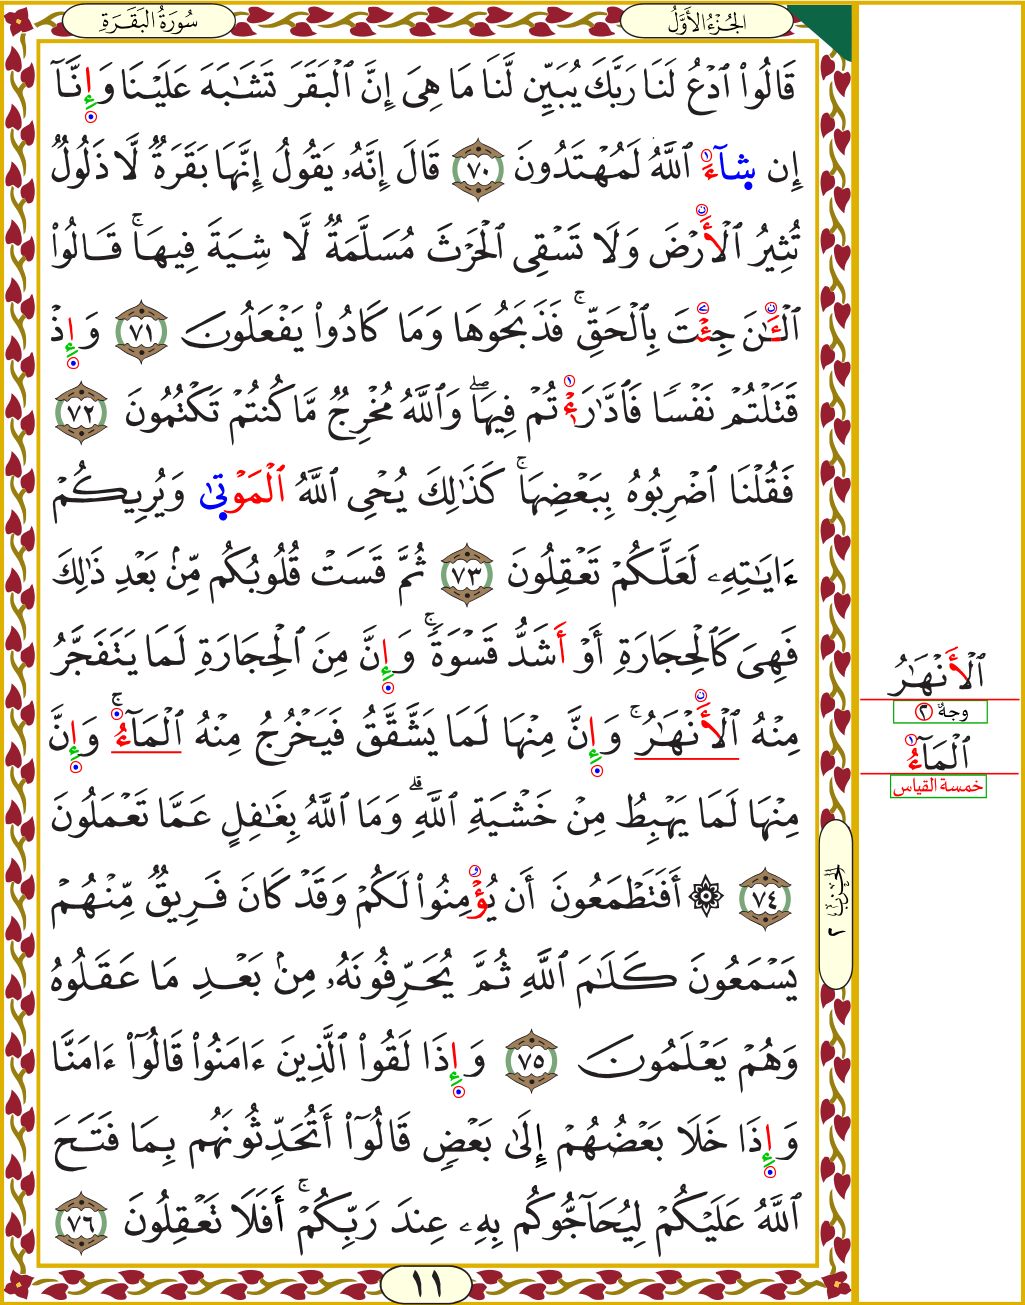 الجُزْءُ الأَوَّلُ
سُورَةُ البَقَرَةِ
قَالُوا۟ ٱدْعُ لَنَا رَبَّكَ يُبَيِّن لَّنَا مَا هِىَ إِنَّ ٱلْبَقَرَ تَشَـٰبَهَ عَلَيْنَا وَإِنَّآ
إِن شَآءَ ٱللَّهُ لَمُهْتَدُونَ ٧٠ قَالَ إِنَّهُۥ يَقُولُ إِنَّهَا بَقَرَةٌ لَّا ذَلُولٌ
تُثِيرُ ٱلْأَرْضَ وَلَا تَسْقِى ٱلْحَرْثَ مُسَلَّمَةٌ لَّا شِيَةَ فِيهَا ۚ قَالُوا۟
ٱلْـَٔـٰنَ جِئْتَ بِٱلْحَقِّ ۚ فَذَبَحُوهَا وَمَا كَادُوا۟ يَفْعَلُونَ ٧١ وَإِذْ
قَتَلْتُمْ نَفْسًا فَٱدَّٰرَْٰٔتُمْ فِيهَا ۖ وَٱللَّهُ مُخْرِجٌ مَّا كُنتُمْ تَكْتُمُونَ ٧٢
فَقُلْنَا ٱضْرِبُوهُ بِبَعْضِهَا ۚ كَذَٰلِكَ يُحْىِ ٱللَّهُ ٱلْمَوْتَىٰ وَيُرِيكُمْ
ءَايَـٰتِهِۦ لَعَلَّكُمْ تَعْقِلُونَ ٧٣ ثُمَّ قَسَتْ قُلُوبُكُم مِّنۢ بَعْدِ ذَٰلِكَ
فَهِىَ كَٱلْحِجَارَةِ أَوْ أَشَدُّ قَسْوَةً ۚ وَإِنَّ مِنَ ٱلْحِجَارَةِ لَمَا يَتَفَجَّرُ
مِنْهُ ٱلْأَنْهَـٰرُ ۚ وَإِنَّ مِنْهَا لَمَا يَشَّقَّقُ فَيَخْرُجُ مِنْهُ ٱلْمَآءُ ۚ وَإِنَّ
مِنْهَا لَمَا يَهْبِطُ مِنْ خَشْيَةِ ٱللَّهِ ۗ وَمَا ٱللَّهُ بِغَـٰفِلٍ عَمَّا تَعْمَلُونَ
٧٤ ۞ أَفَتَطْمَعُونَ أَن يُؤْمِنُوا۟ لَكُمْ وَقَدْ كَانَ فَرِيقٌ مِّنْهُمْ
يَسْمَعُونَ كَلَـٰمَ ٱللَّهِ ثُمَّ يُحَرِّفُونَهُۥ مِنۢ بَعْدِ مَا عَقَلُوهُ
وَهُمْ يَعْلَمُونَ ٧٥ وَإِذَا لَقُوا۟ ٱلَّذِينَ ءَامَنُوا۟ قَالُوٓا۟ ءَامَنَّا
وَإِذَا خَلَا بَعْضُهُمْ إِلَىٰ بَعْضٍ قَالُوٓا۟ أَتُحَدِّثُونَهُم بِمَا فَتَحَ
ٱللَّهُ عَلَيْكُمْ لِيُحَآجُّوكُم بِهِۦ عِندَ رَبِّكُمْ ۚ أَفَلَا تَعْقِلُونَ ٧٦
ٱلْأَنْهَـٰرُ
وجهٌ ٢
ٱلْمَآءُ
خمسة القياس
الحِزْبُ ٢
١١